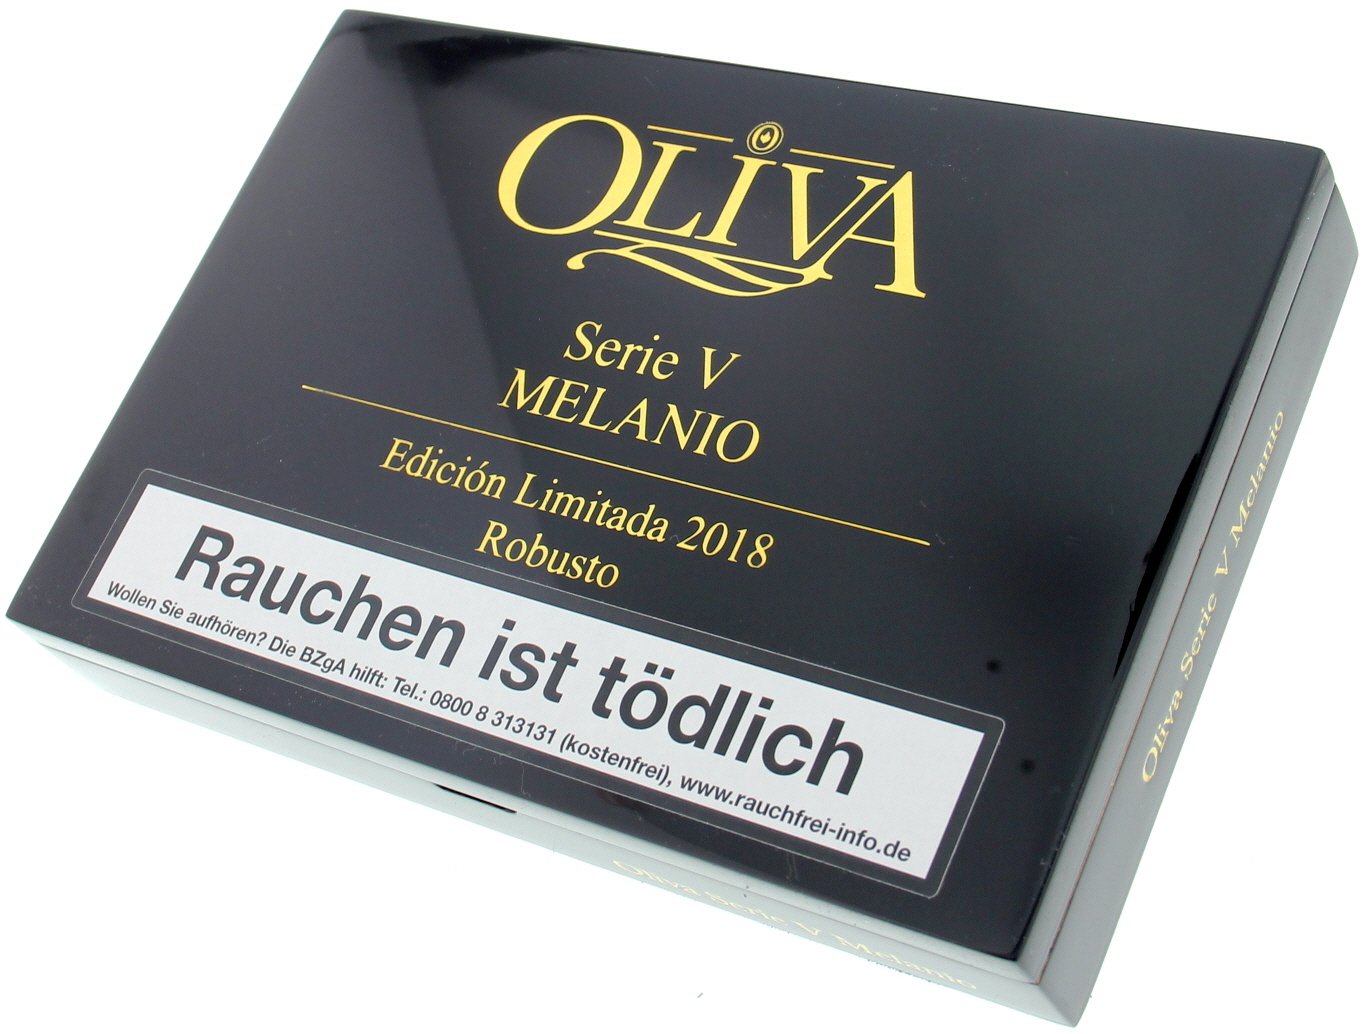 OLIVA
Serie V
MELANIO
Edición Limitada 2018
Robusto
Rauchen ist tödlich
Wollen Sie aufhören? Die BZgA hilft: Tel.: 0800 8 313131 (kostenfrei), www.rauchfrei-info.de
Oliva Serie V Melanio
Oliva Serie V Melanio